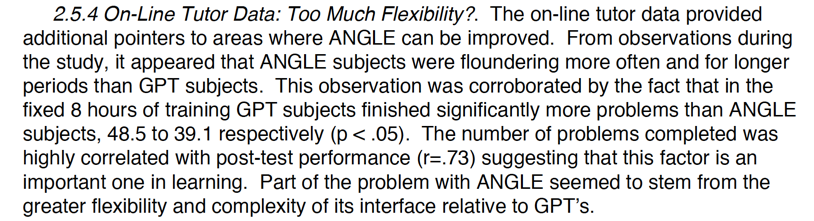 2.5.4 On-Line Tutor Data: Too Much Flexibility?. The on-line tutor data provided
additional pointers to areas where ANGLE can be improved. From observations during
the study, it appeared that ANGLE subjects were floundering more often and for longer
periods than GPT subjects. This observation was corroborated by the fact that in the
fixed 8 hours of training GPT subjects finished significantly more problems than ANGLE
subjects, 48.5 to 39.1 respectively (p < .05). The number of problems completed was
highly correlated with post-test performance (r=.73) suggesting that this factor is an
important one in learning. Part of the problem with ANGLE seemed to stem from the
greater flexibility and complexity of its interface relative to GPT's.